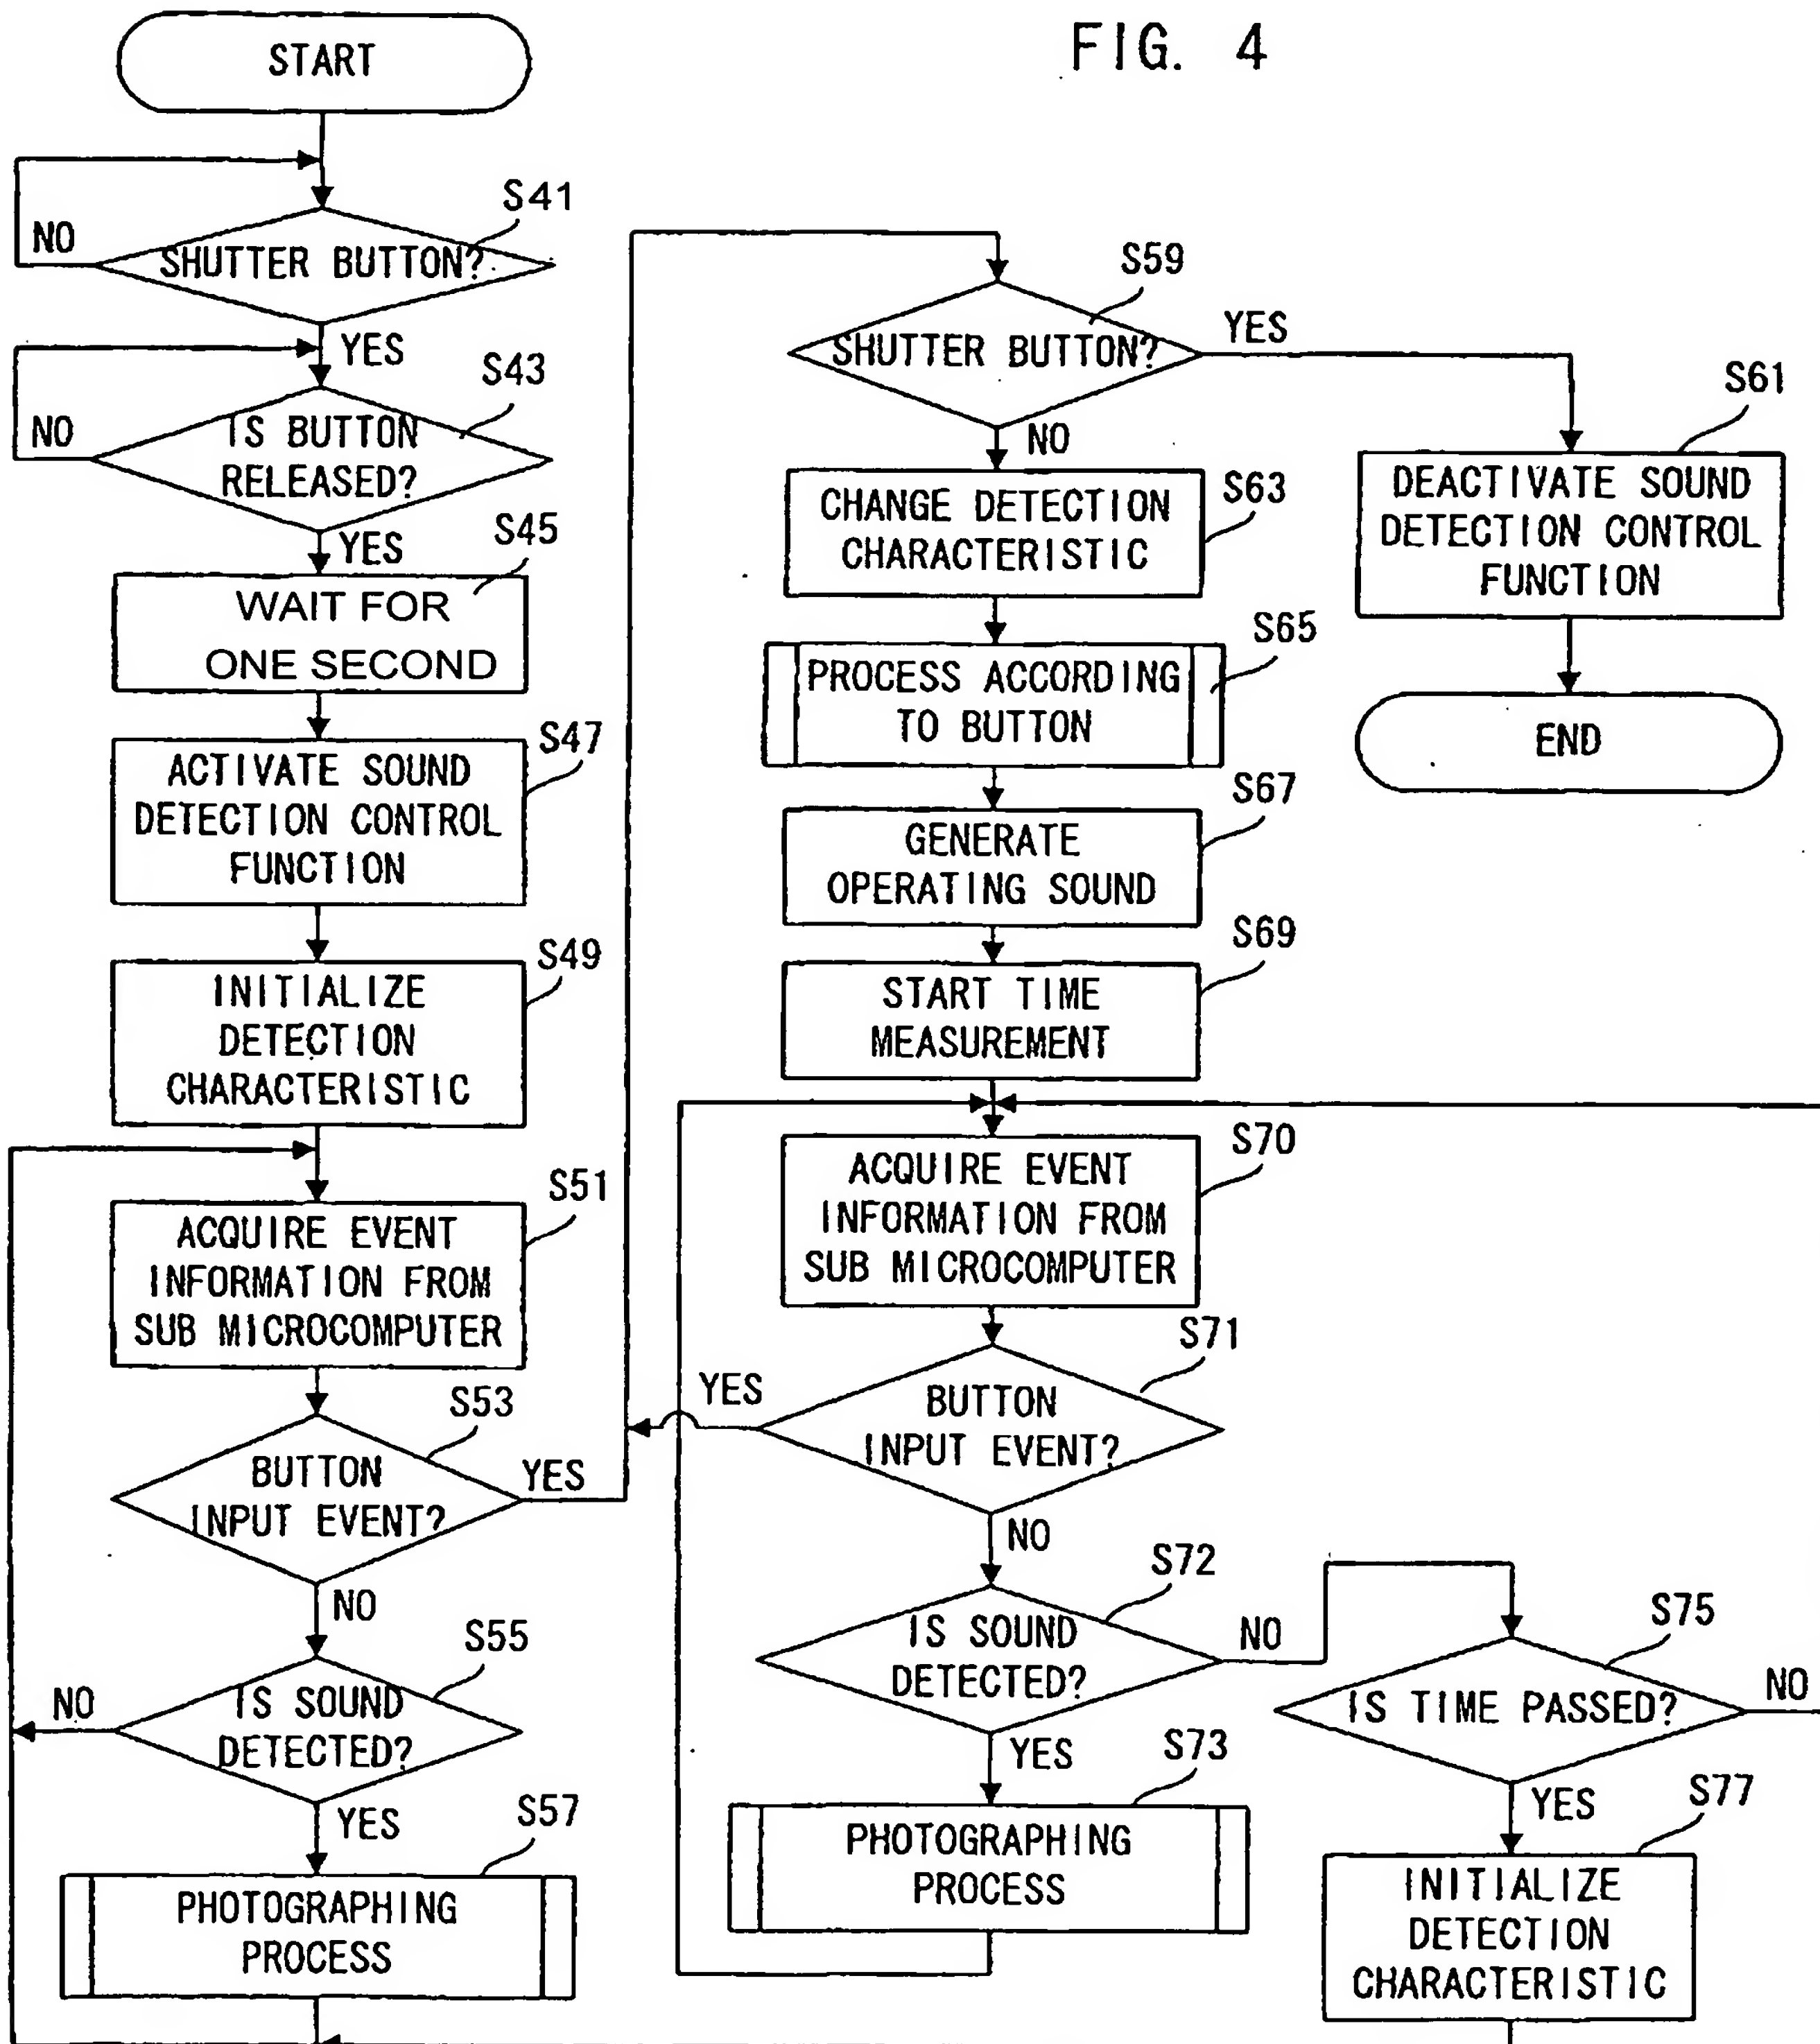 FIG. 4
START
S41
NO
SHUTTER BUTTON?
YES
S43
NO
IS BUTTON
RELEASED?
YES
S45
WAIT FOR
ONE SECOND
S47
ACTIVATE SOUND
DETECTION CONTROL
FUNCTION
S49
INITIALIZE
DETECTION
CHARACTERISTIC
S51
ACQUIRE EVENT
INFORMATION FROM
SUB MICROCOMPUTER
S53
BUTTON
INPUT EVENT?
YES
NO
S55
NO
IS SOUND
DETECTED?
YES
S57
PHOTOGRAPHING
PROCESS
S59
SHUTTER BUTTON?
YES
NO
S61
DEACTIVATE SOUND
DETECTION CONTROL
FUNCTION
END
S63
CHANGE DETECTION
CHARACTERISTIC
S65
PROCESS ACCORDING
TO BUTTON
S67
GENERATE
OPERATING SOUND
S69
START TIME
MEASUREMENT
S70
ACQUIRE EVENT
INFORMATION FROM
SUB MICROCOMPUTER
S71
YES
BUTTON
INPUT EVENT?
NO
S72
IS SOUND
DETECTED?
NO
YES
S73
PHOTOGRAPHING
PROCESS
S75
IS TIME PASSED?
NO
YES
S77
INITIALIZE
DETECTION
CHARACTERISTIC